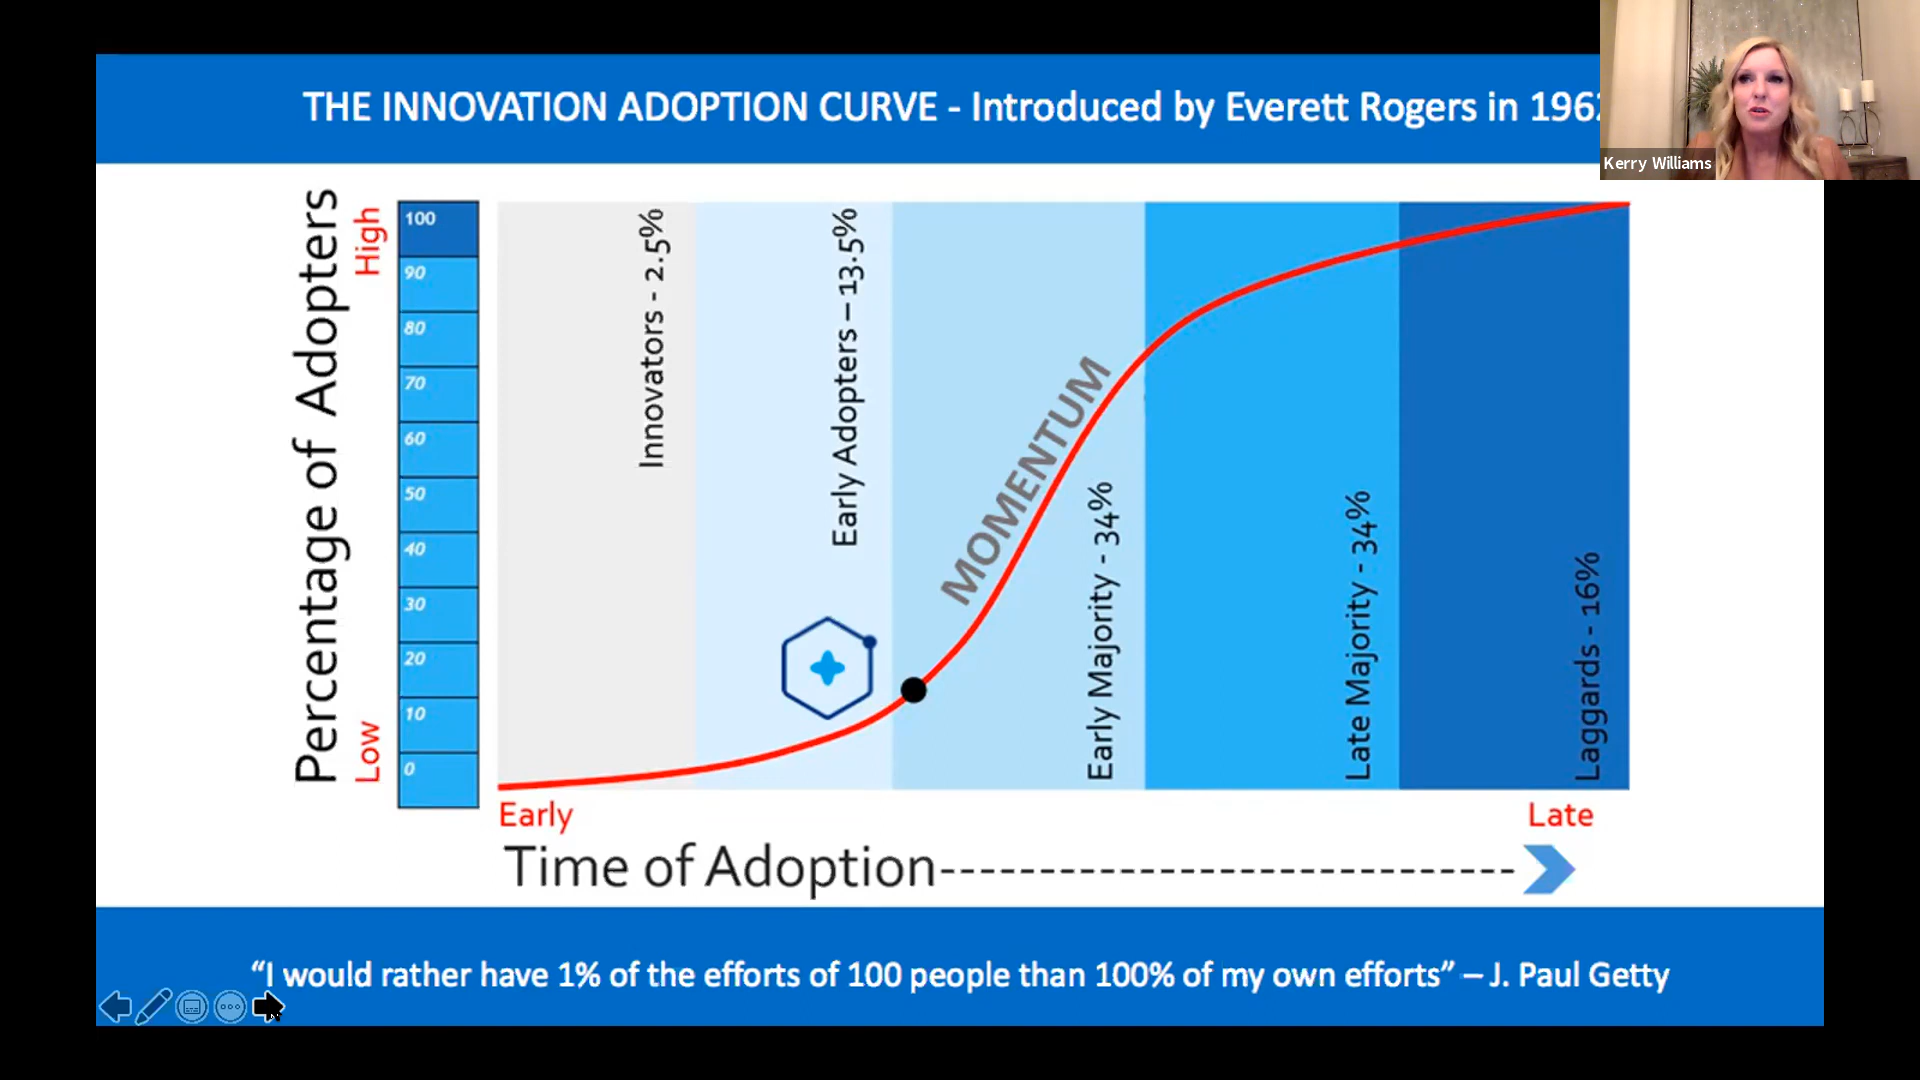 THE INNOVATION ADOPTION CURVE - Introduced by Everett Rogers in
Kerry Williams
Percentage of Adopters
High
Low
100
90
80
70
60
50
40
30
20
10
0
Innovators - 2.5%
Early Adopters – 13.5%
MOMENTUM
Early Majority - 34%
Late Majority - 34%
Laggards - 16%
Early
Late
Time of Adoption
“I would rather have 1% of the efforts of 100 people than 100% of my own efforts” – J. Paul Getty